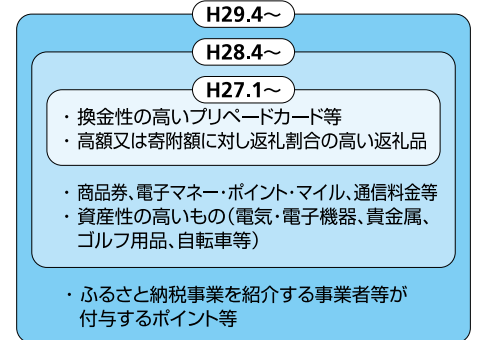 H29.4～
H28.4～
H27.1～
・換金性の高いプリペードカード等
・高額又は寄附額に対し返礼割合の高い返礼品
・商品券、電子マネー・ポイント・マイル、通信料金等
・資産性の高いもの（電気・電子機器、貴金属、
ゴルフ用品、自転車等）
・ふるさと納税事業を紹介する事業者等が
付与するポイント等